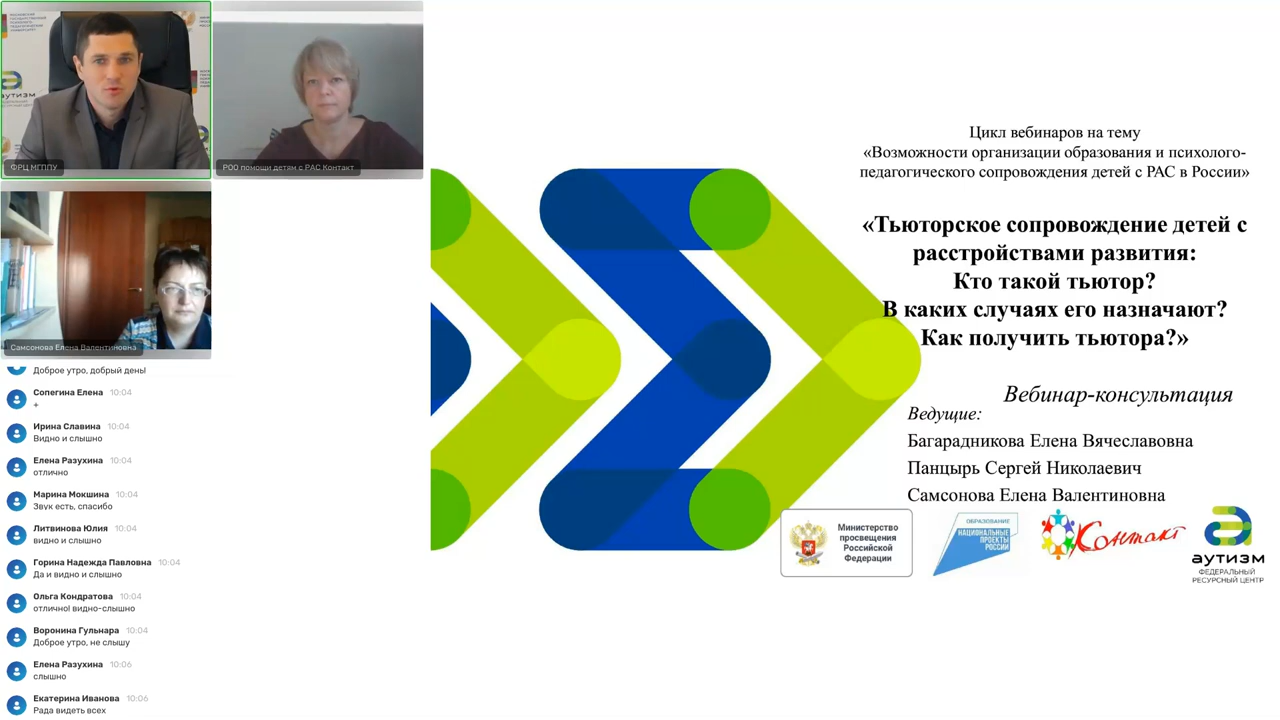 ФРЦ МГППУ
РОО помощи детям с РАС Контакт
Самсонова Елена Валентиновна
Доброе утро, добрый день!
Сопегина Елена 10:04
+
Ирина Славина 10:04
Видно и слышно
Елена Разухина 10:04
отлично
Марина Мокшина 10:04
Звук есть, спасибо
Литвинова Юлия 10:04
видно и слышно
Горина Надежда Павловна 10:04
Да и видно и слышно
Ольга Кондратова 10:04
отлично! видно-слышно
Воронина Гульнара 10:04
Доброе утро, не слышу
Елена Разухина 10:06
слышно
Екатерина Иванова 10:06
Рада видеть всех
Цикл вебинаров на тему
«Возможности организации образования и психолого-
педагогического сопровождения детей с РАС в России»
«Тьюторское сопровождение детей с
расстройствами развития:
Кто такой тьютор?
В каких случаях его назначают?
Как получить тьютора?»
Вебинар-консультация
Ведущие:
Багарадникова Елена Вячеславовна
Панцырь Сергей Николаевич
Самсонова Елена Валентиновна
Министерство
просвещения
Российской
Федерации
ОБРАЗОВАНИЕ
НАЦИОНАЛЬНЫЕ
ПРОЕКТЫ
РОССИИ
Контакт
аутизм
ФЕДЕРАЛЬНЫЙ
РЕСУРСНЫЙ ЦЕНТР